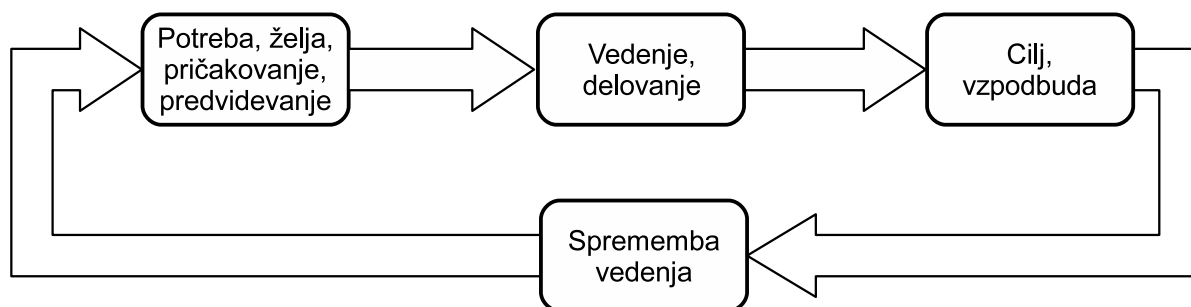 Potreba, želja,
pričakovanje,
predvidevanje
Vedenje,
delovanje
Cilj,
vzpodbuda
Sprememba
vedenja